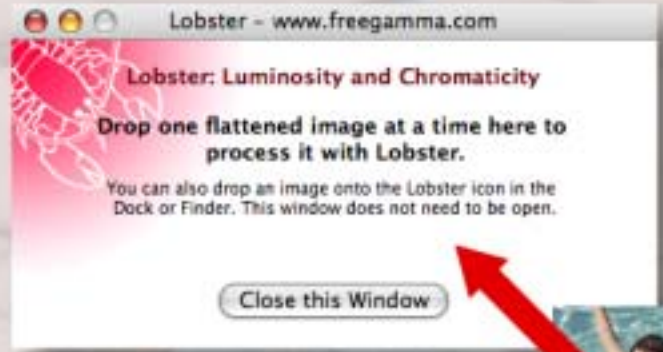 Lobster - www.freegamma.com
Lobster: Luminosity and Chromaticity
Drop one flattened image at a time here to
process it with Lobster.
You can also drop an image onto the Lobster icon in the
Dock or Finder. This window does not need to be open.
Close this Window